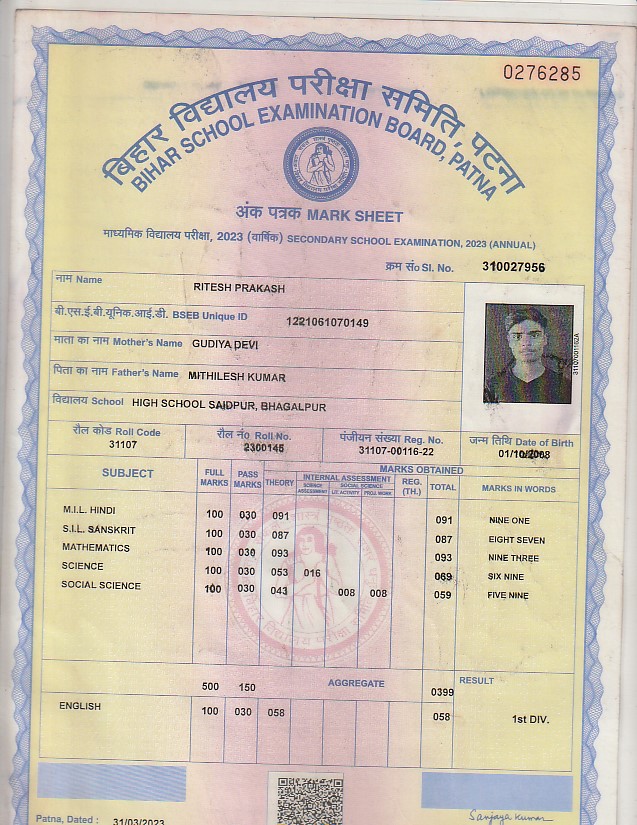 0276285
बिहार विद्यालय परीक्षा समिति, पटना
BIHAR SCHOOL EXAMINATION BOARD, PATNA
अंक पत्रक MARK SHEET
माध्यमिक विद्यालय परीक्षा, 2023 (वार्षिक) SECONDARY SCHOOL EXAMINATION, 2023 (ANNUAL)
क्रम सं० Sl. No. 310027956
नाम Name RITESH PRAKASH
बी.एस.ई.बी.यूनिक.आई.डी. BSEB Unique ID 1221061070149
माता का नाम Mother's Name GUDIYA DEVI
पिता का नाम Father's Name MITHILESH KUMAR
विद्यालय School HIGH SCHOOL SAIDPUR, BHAGALPUR
रौल कोड Roll Code रौल नं० Roll No. पंजीयन संख्या Reg. No. जन्म तिथि Date of Birth
31107 2300145 31107-00116-22 01/10/2008
SUBJECT FULL MARKS PASS MARKS MARKS OBTAINED MARKS IN WORDS
THEORY INTERNAL ASSESSMENT REG. (TH.) TOTAL
SCIENCE ASSESSMENT SOCIAL SCIENCE
LIT. ACTIVITY PROJ. WORK
M.I.L. HINDI 100 030 091 091 NINE ONE
S.I.L. SANSKRIT 100 030 087 087 EIGHT SEVEN
MATHEMATICS 100 030 093 093 NINE THREE
SCIENCE 100 030 053 016 069 SIX NINE
SOCIAL SCIENCE 100 030 043 008 008 059 FIVE NINE
500 150 AGGREGATE 0399 RESULT
ENGLISH 100 030 058 058 1st DIV.
Patna, Dated : 31/03/2023
Sanjaya Kumar